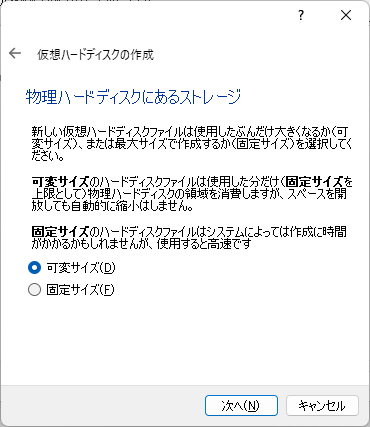 ?
仮想ハードディスクの作成
物理ハードディスクにあるストレージ
新しい仮想ハードディスクファイルは使用したぶんだけ大きくなるか(可
変サイズ)、または最大サイズで作成するか(固定サイズ)を選択してく
ださい。
可変サイズのハードディスクファイルは使用した分だけ(固定サイズを
上限として)物理ハードディスクの領域を消費しますが、スペースを開
放しても自動的に縮小はしません。
固定サイズのハードディスクファイルはシステムによっては作成に時間
がかかるかもしれませんが、使用すると高速です
可変サイズ(D)
固定サイズ(F)
次へ(N)
キャンセル